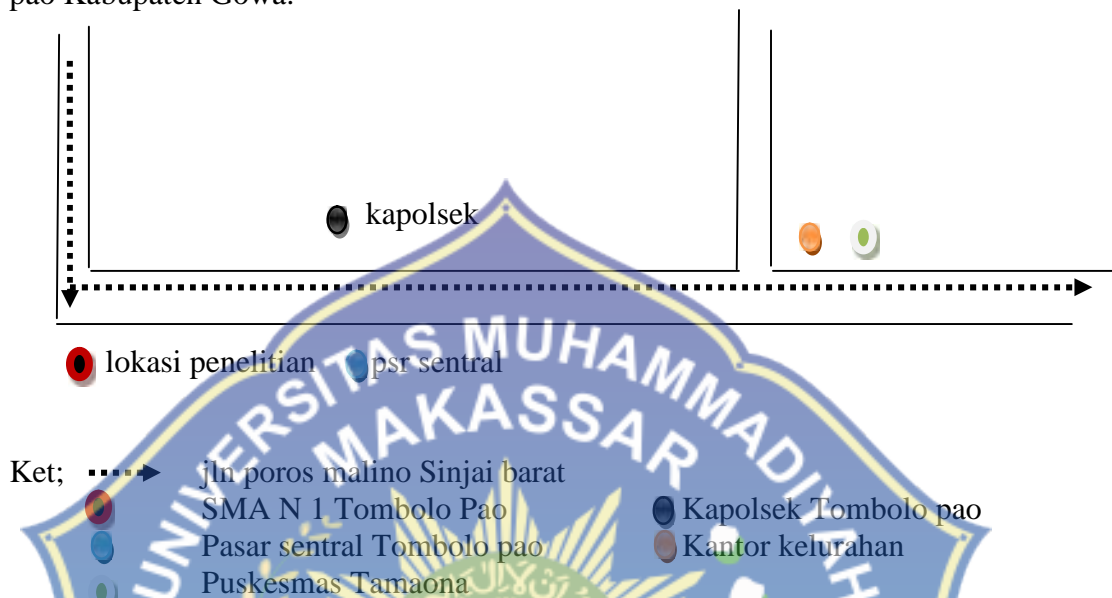 pao Kabupaten Gowa.
kapolsek
lokasi penelitian psr sentral
UNIVERSITAS MUHAMMADIYAH
MAKASSAR
Ket; jln poros malino Sinjai barat
SMA N 1 Tombolo Pao Kapolsek Tombolo pao
Pasar sentral Tombolo pao Kantor kelurahan
Puskesmas Tamaona